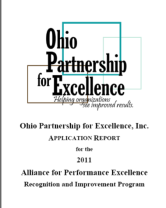 Ohio
Partnership
for Excellence
Helping organizations
achieve improved results.
Ohio Partnership for Excellence, Inc.
APPLICATION REPORT
for the
2011
Alliance for Performance Excellence
Recognition and Improvement Program